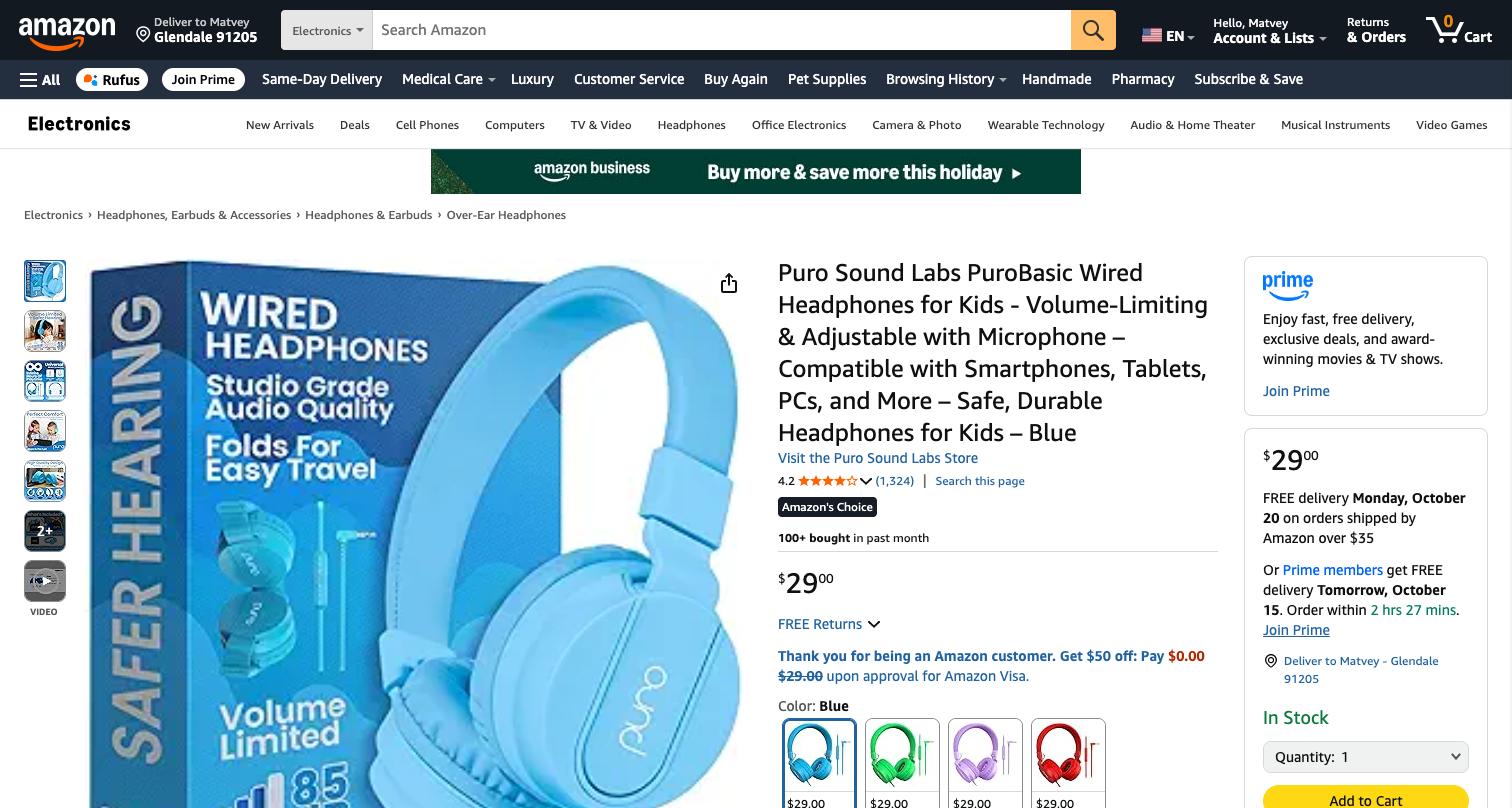 amazon
Deliver to Matvey
Glendale 91205
Electronics
Search Amazon
EN
Hello, Matvey
Account & Lists
Returns
& Orders
0
Cart
All
Rufus
Join Prime
Same-Day Delivery
Medical Care
Luxury
Customer Service
Buy Again
Pet Supplies
Browsing History
Handmade
Pharmacy
Subscribe & Save
Electronics
New Arrivals
Deals
Cell Phones
Computers
TV & Video
Headphones
Office Electronics
Camera & Photo
Wearable Technology
Audio & Home Theater
Musical Instruments
Video Games
amazon business
Buy more & save more this holiday ▸
Electronics › Headphones, Earbuds & Accessories › Headphones & Earbuds › Over-Ear Headphones
2+
VIDEO
SAFER HEARING
WIRED
HEADPHONES
Studio Grade
Audio Quality
Folds For
Easy Travel
puro
puro
Volume
Limited
85
puro
Puro Sound Labs PuroBasic Wired
Headphones for Kids - Volume-Limiting
& Adjustable with Microphone –
Compatible with Smartphones, Tablets,
PCs, and More – Safe, Durable
Headphones for Kids – Blue
Visit the Puro Sound Labs Store
4.2 (1,324) | Search this page
Amazon's Choice
100+ bought in past month
$2900
FREE Returns
Thank you for being an Amazon customer. Get $50 off: Pay $0.00
$29.00 upon approval for Amazon Visa.
Color: Blue
$29.00
$29.00
$29.00
$29.00
prime
Enjoy fast, free delivery,
exclusive deals, and award-
winning movies & TV shows.
Join Prime
$2900
FREE delivery Monday, October
20 on orders shipped by
Amazon over $35
Or Prime members get FREE
delivery Tomorrow, October
15. Order within 2 hrs 27 mins.
Join Prime
Deliver to Matvey - Glendale
91205
In Stock
Quantity: 1
Add to Cart